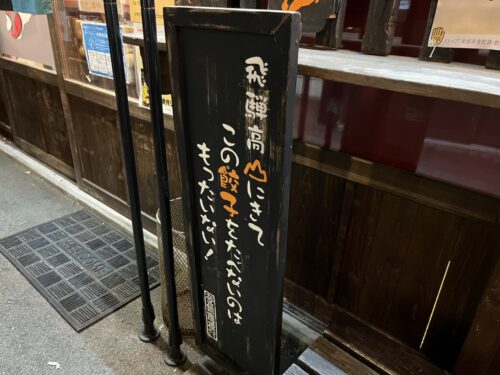 飛騨高山にきて
この餃子をたべないのは
もったいない!